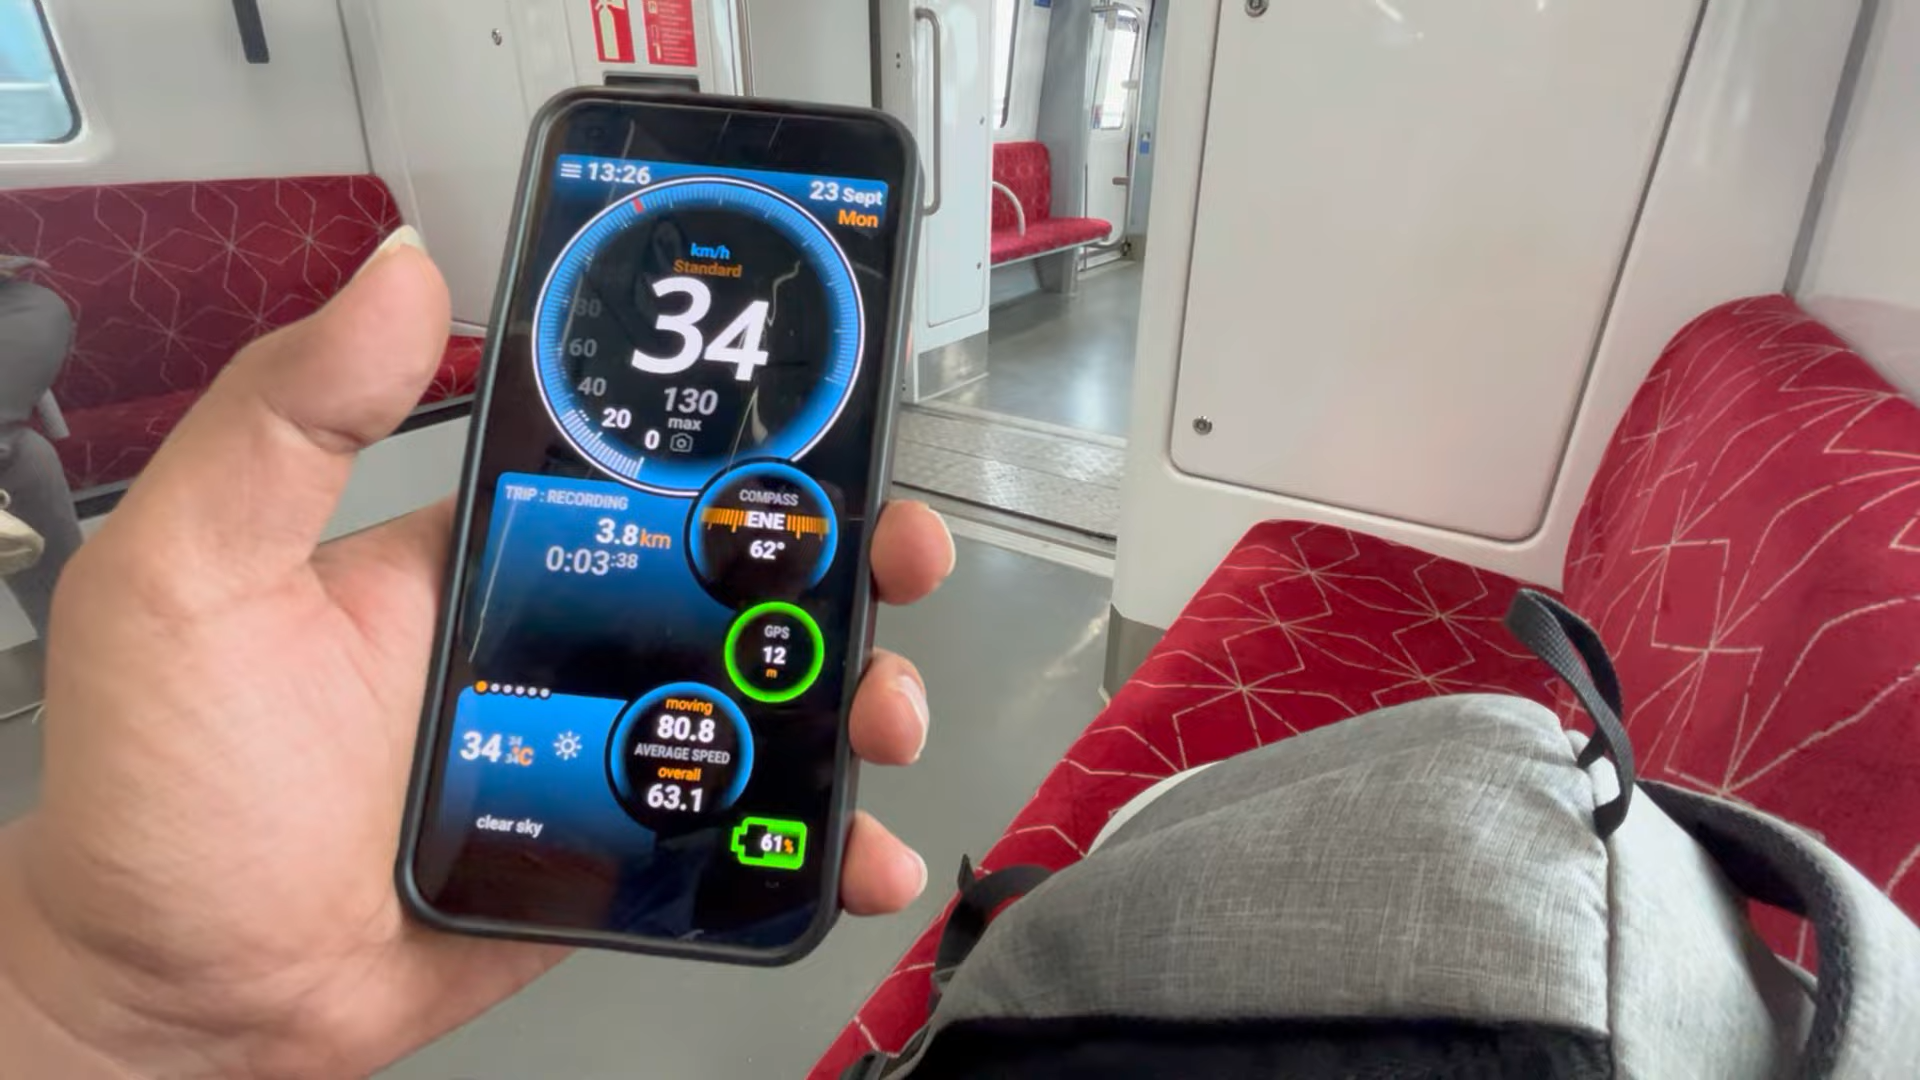 13:26
23 Sept
Mon
km/h
Standard
34
80
60
40
20
0
130
max
TRIP : RECORDING
3.8km
0:03:38
COMPASS
ENE
62°
GPS
12
m
34 °C
34
34
clear sky
moving
80.8
AVERAGE SPEED
overall
63.1
61%